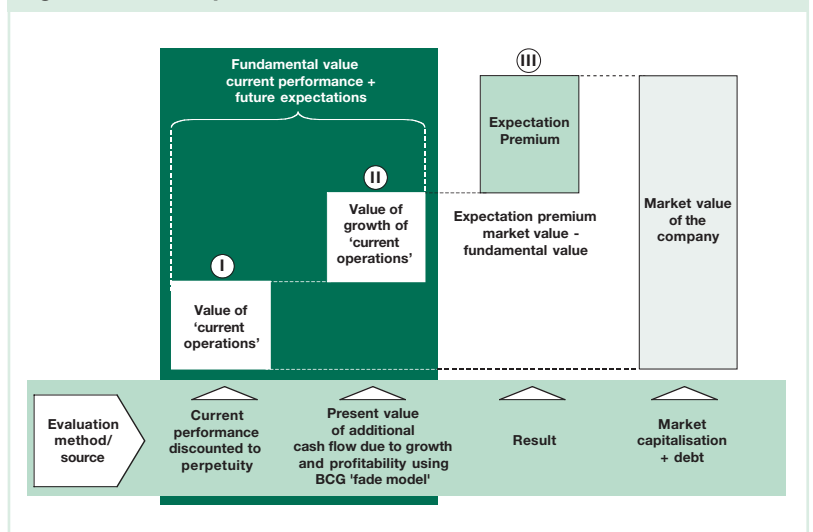 Fundamental value
current performance +
future expectations
III
Expectation
Premium
II
Value of
growth of
‘current
operations’
Expectation premium
market value -
fundamental value
Market value
of the
company
I
Value of
‘current
operations’
Evaluation
method/
source
Current
performance
discounted to
perpetuity
Present value
of additional
cash flow due to growth
and profitability using
BCG 'fade model'
Result
Market
capitalisation
+ debt